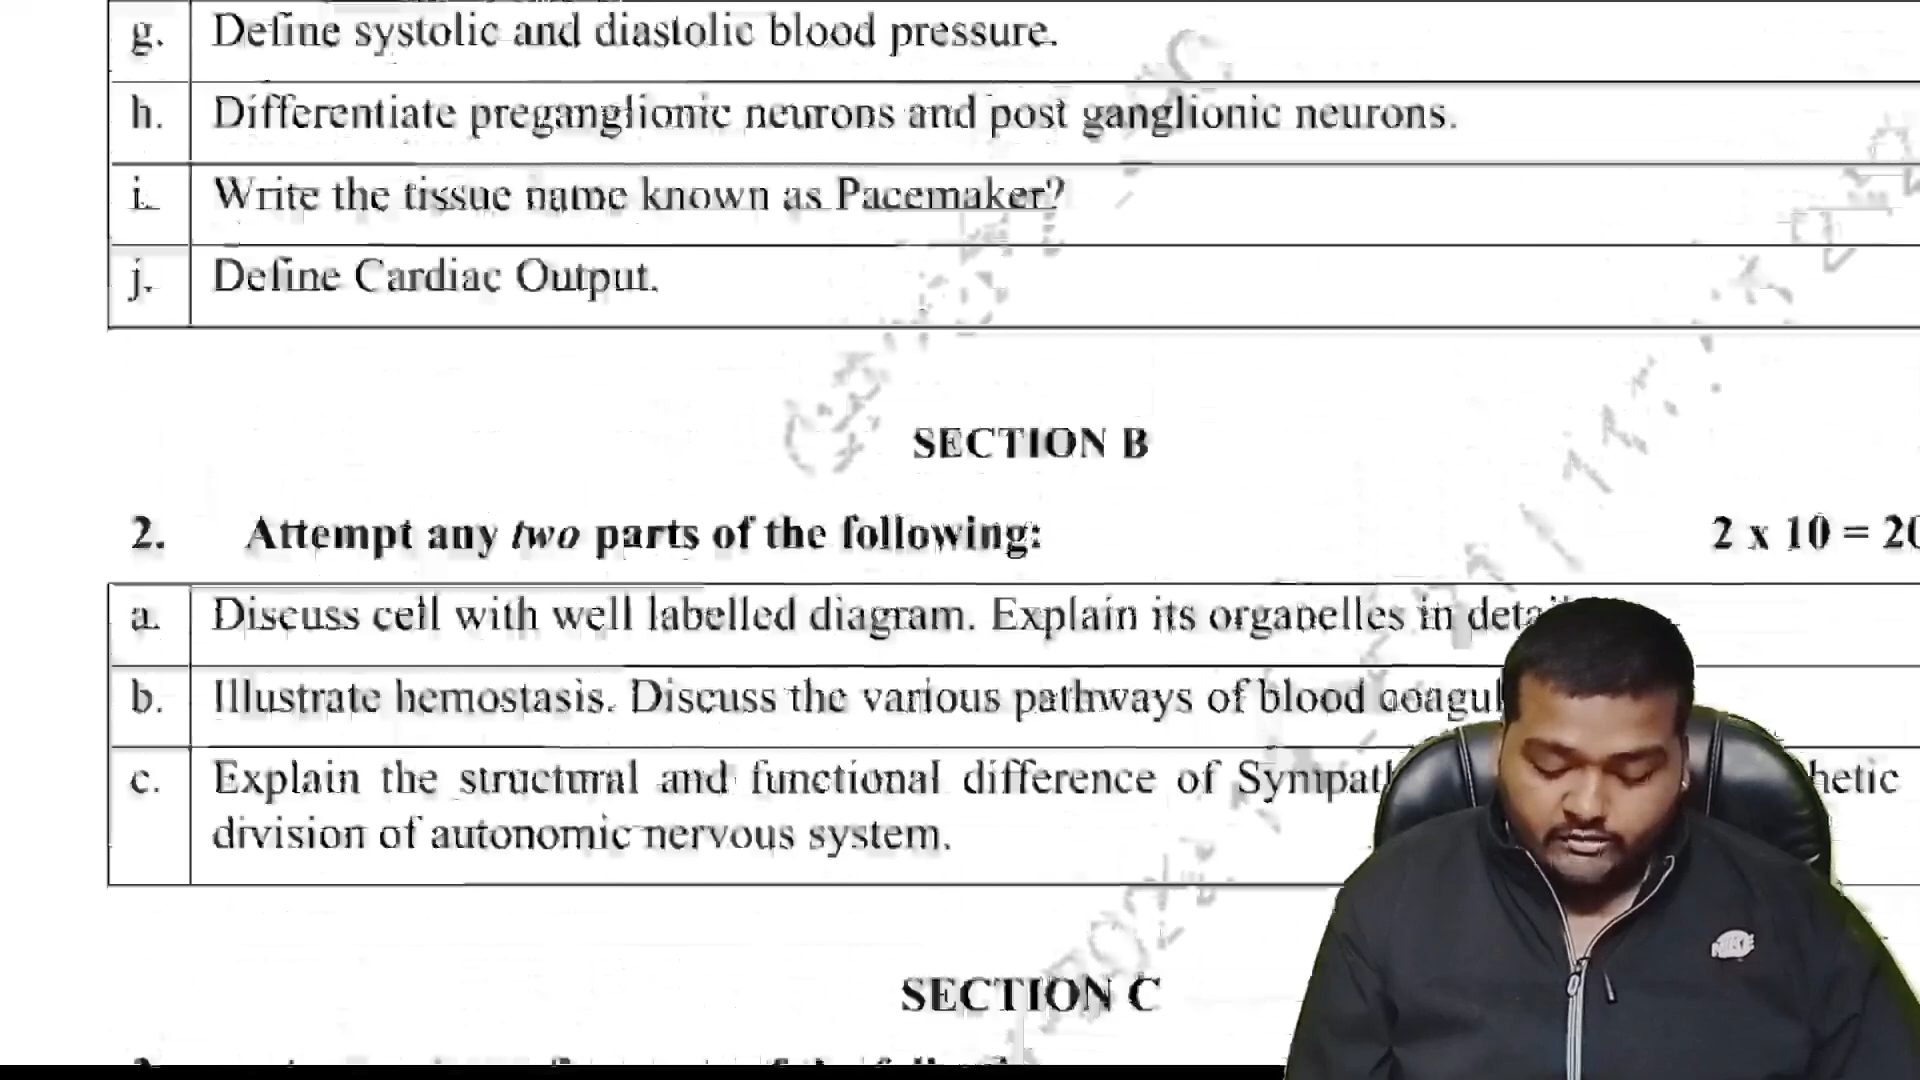 g. Define systolic and diastolic blood pressure.
h. Differentiate preganglionic neurons and post ganglionic neurons.
i. Write the tissue name known as Pacemaker?
j. Define Cardiac Output.
SECTION B
2. Attempt any two parts of the following: 2 x 10 =
a. Discuss cell with well labelled diagram. Explain its organelles in
b. Illustrate hemostasis. Discuss the various pathways of blood
c. Explain the structural and functional difference of
division of autonomic nervous system.
SECTION C